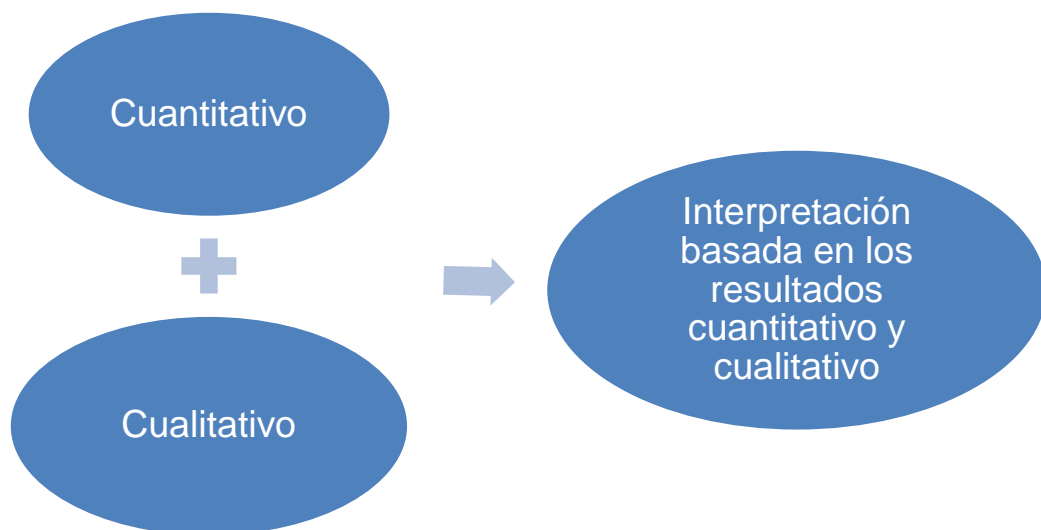 Cuantitativo
Cualitativo
Interpretación
basada en los
resultados
cuantitativo y
cualitativo